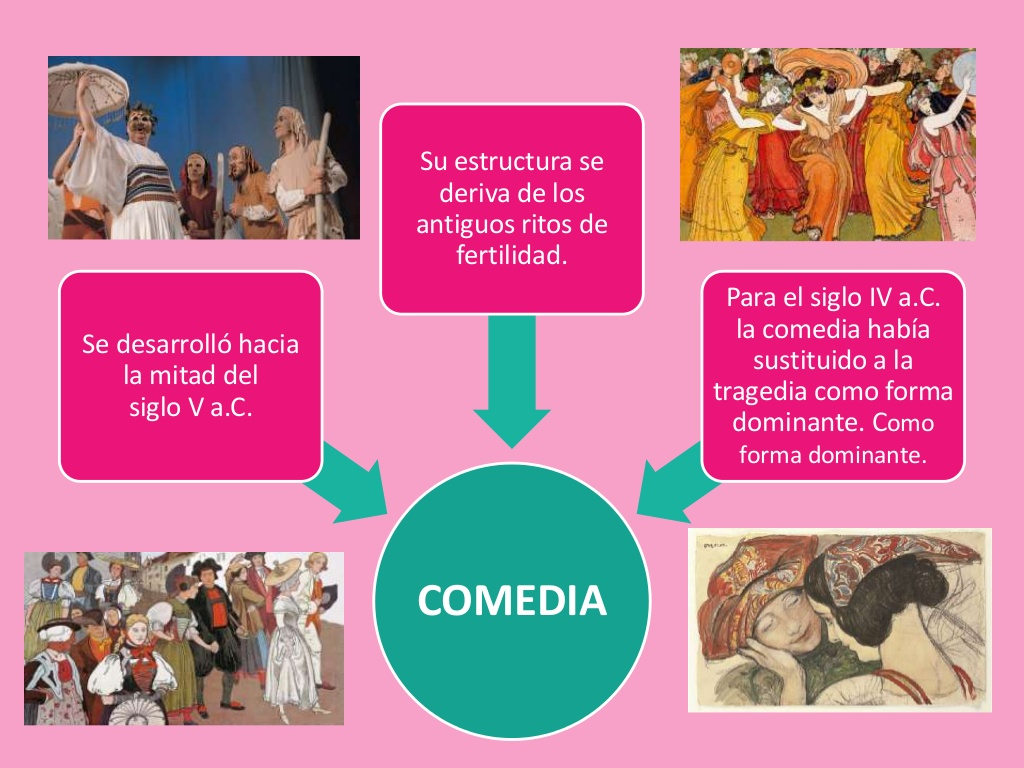 Su estructura se
deriva de los
antiguos ritos de
fertilidad.
Se desarrolló hacia
la mitad del
siglo V a.C.
Para el siglo IV a.C.
la comedia había
sustituido a la
tragedia como forma
dominante. Como
forma dominante.
COMEDIA